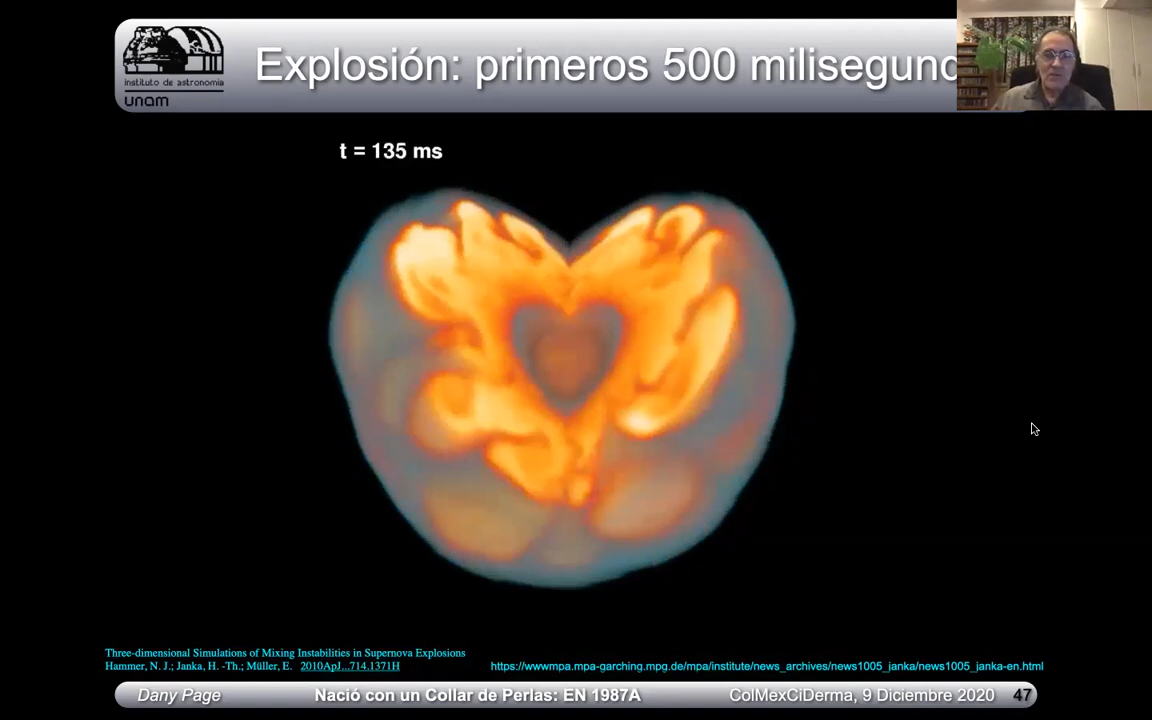 instituto de astronomia
unam
Explosión: primeros 500 milisegund
t = 135 ms
Three-dimensional Simulations of Mixing Instabilities in Supernova Explosions
Hammer, N. J.; Janka, H. -Th.; Müller, E. 2010ApJ...714.1371H
https://wwwmpa.mpa-garching.mpg.de/mpa/institute/news_archives/news1005_janka/news1005_janka-en.html
Dany Page Nació con un Collar de Perlas: EN 1987A ColMexCiDerma, 9 Diciembre 2020 47